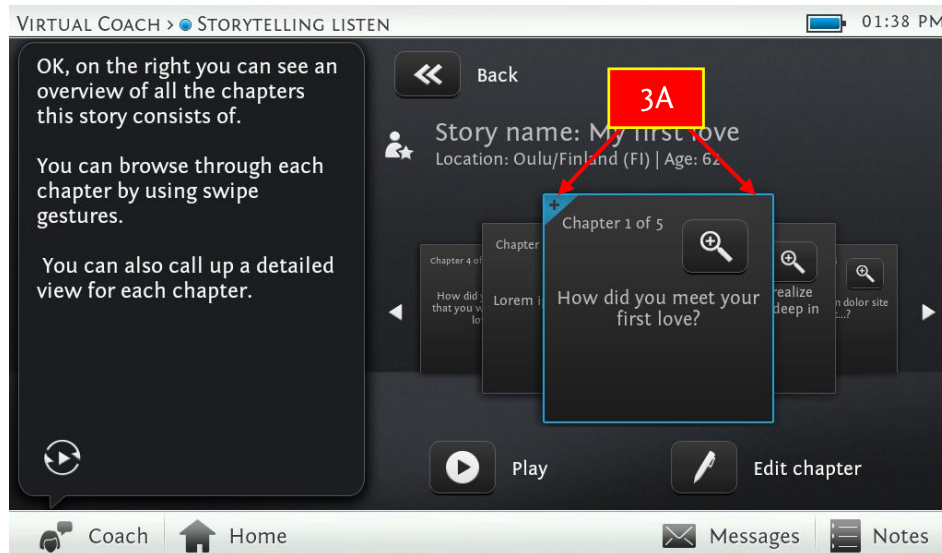 VIRTUAL COACH > STORYTELLING LISTEN
01:38 PM
OK, on the right you can see an
overview of all the chapters
this story consists of.
You can browse through each
chapter by using swipe
gestures.
You can also call up a detailed
view for each chapter.
Back
3A
Story name: My first love
Location: Oulu/Finland (FI) | Age: 62
Chapter 4 of
How did
that you w
lo
Chapter
Lorem i
+
Chapter 1 of 5
How did you meet your
first love?
realize
deep in
dolor site
...?
Play
Edit chapter
Coach
Home
Messages
Notes